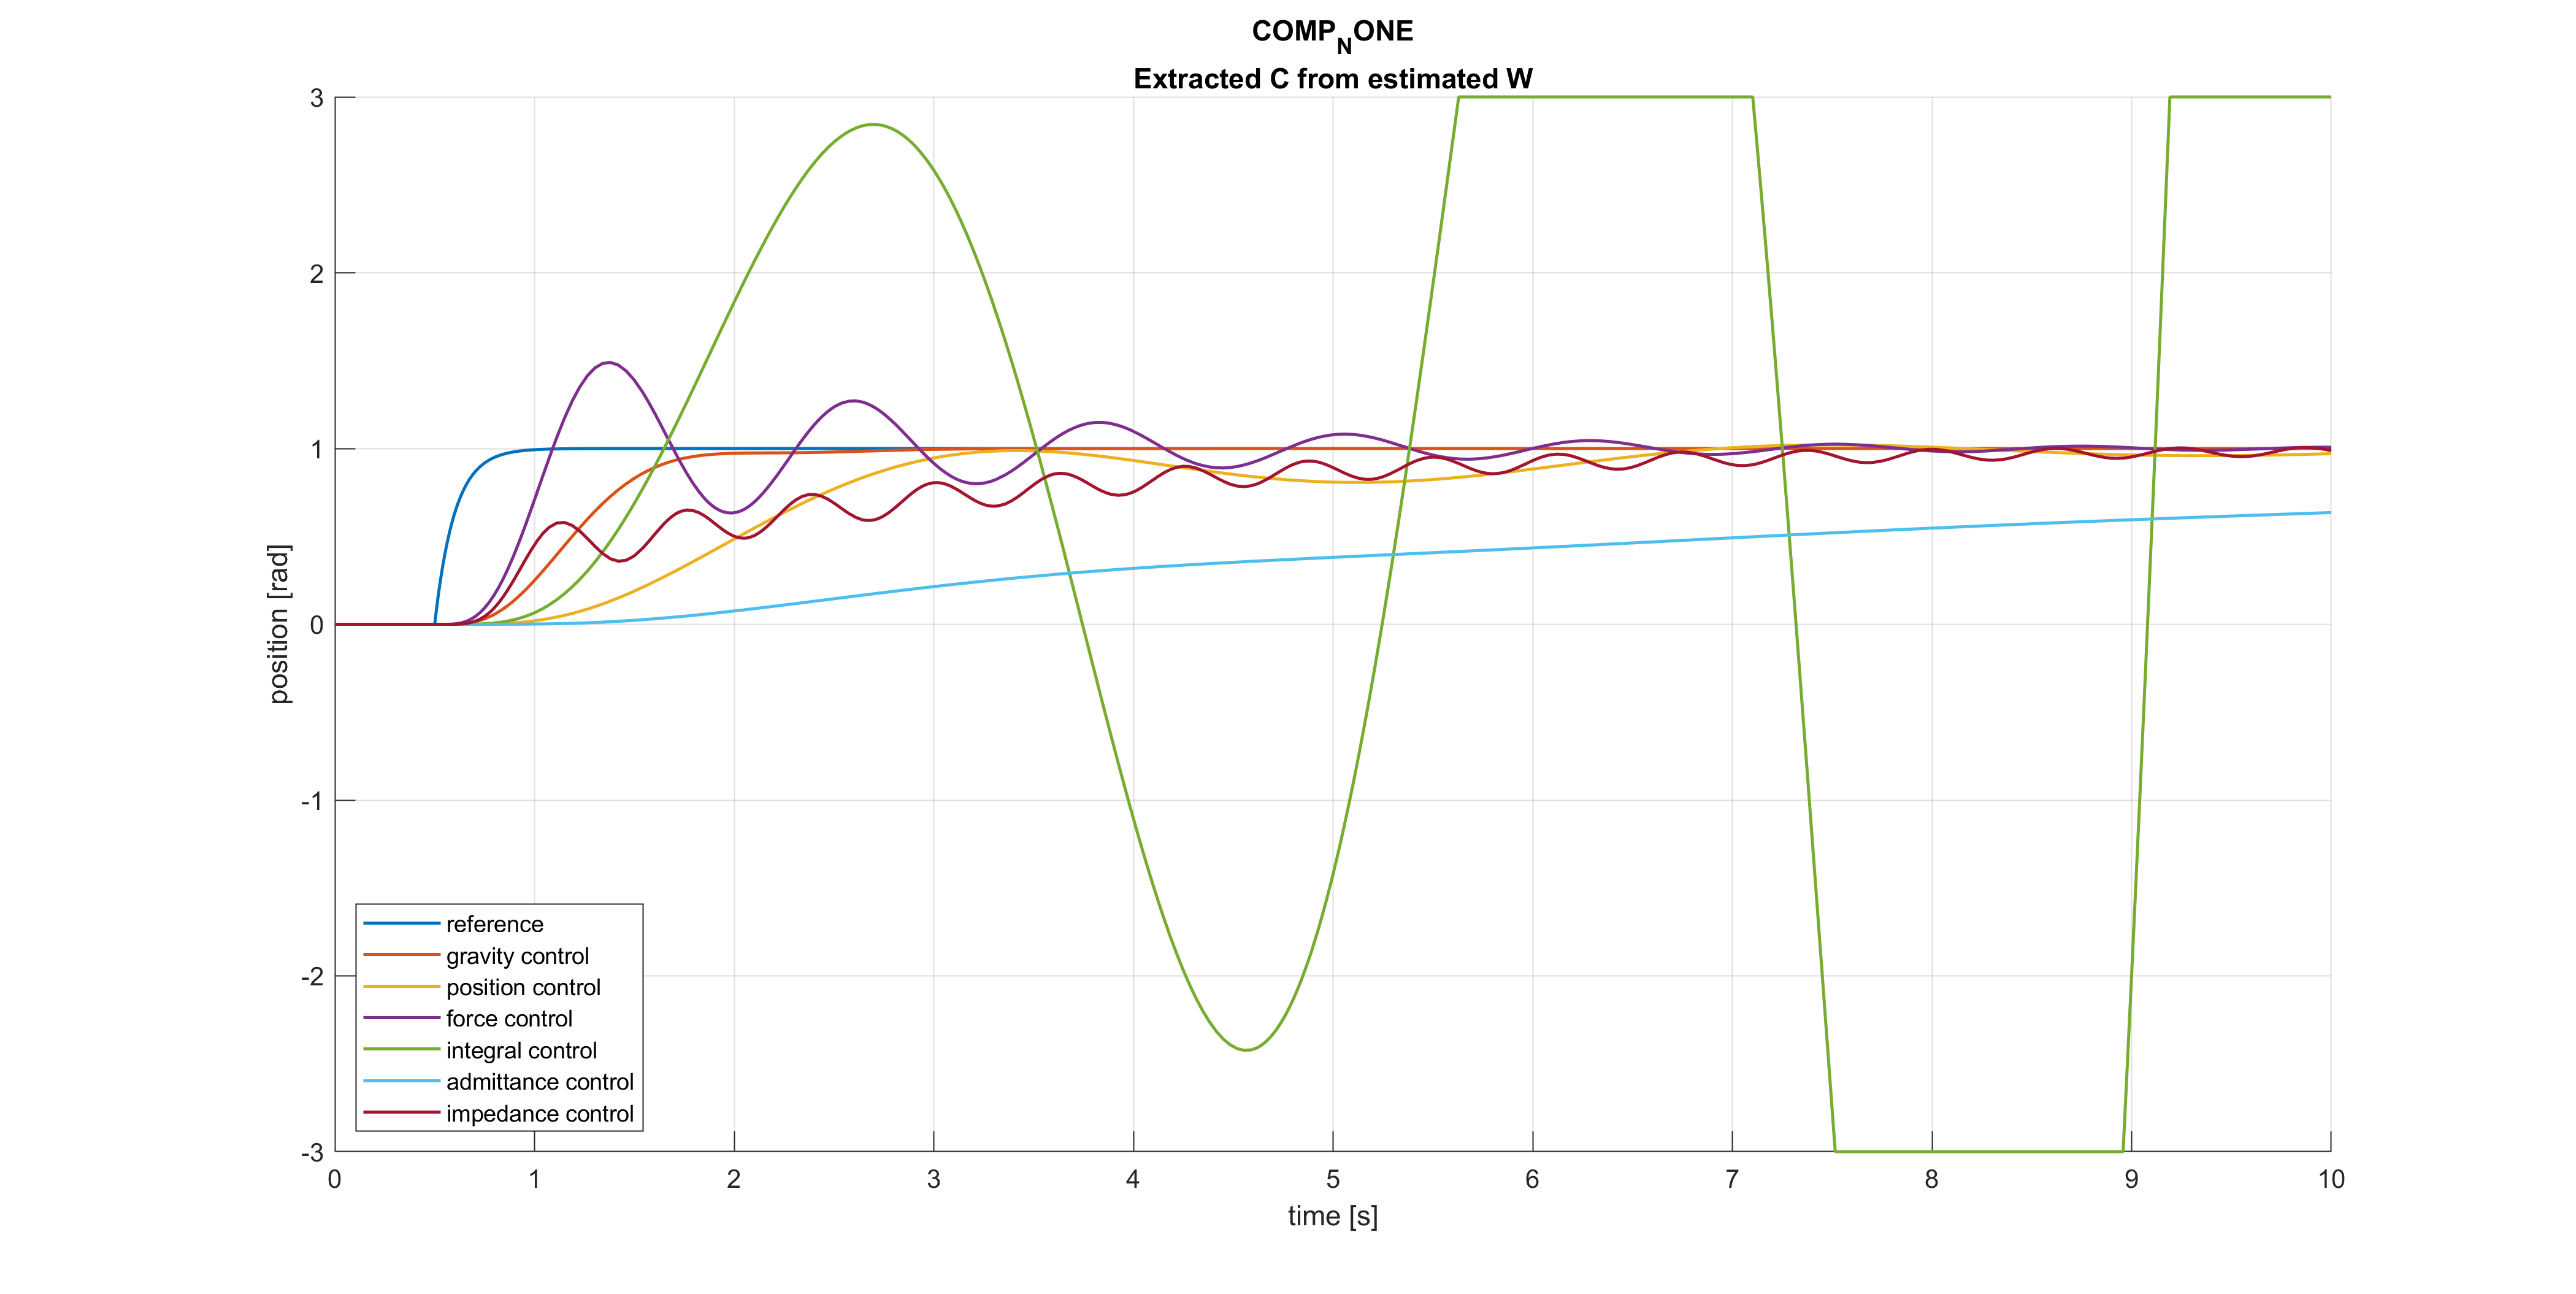 COMP_NONE
Extracted C from estimated W
3
2
1
0
-1
-2
-3
position [rad]
reference
gravity control
position control
force control
integral control
admittance control
impedance control
0 1 2 3 4 5 6 7 8 9 10
time [s]